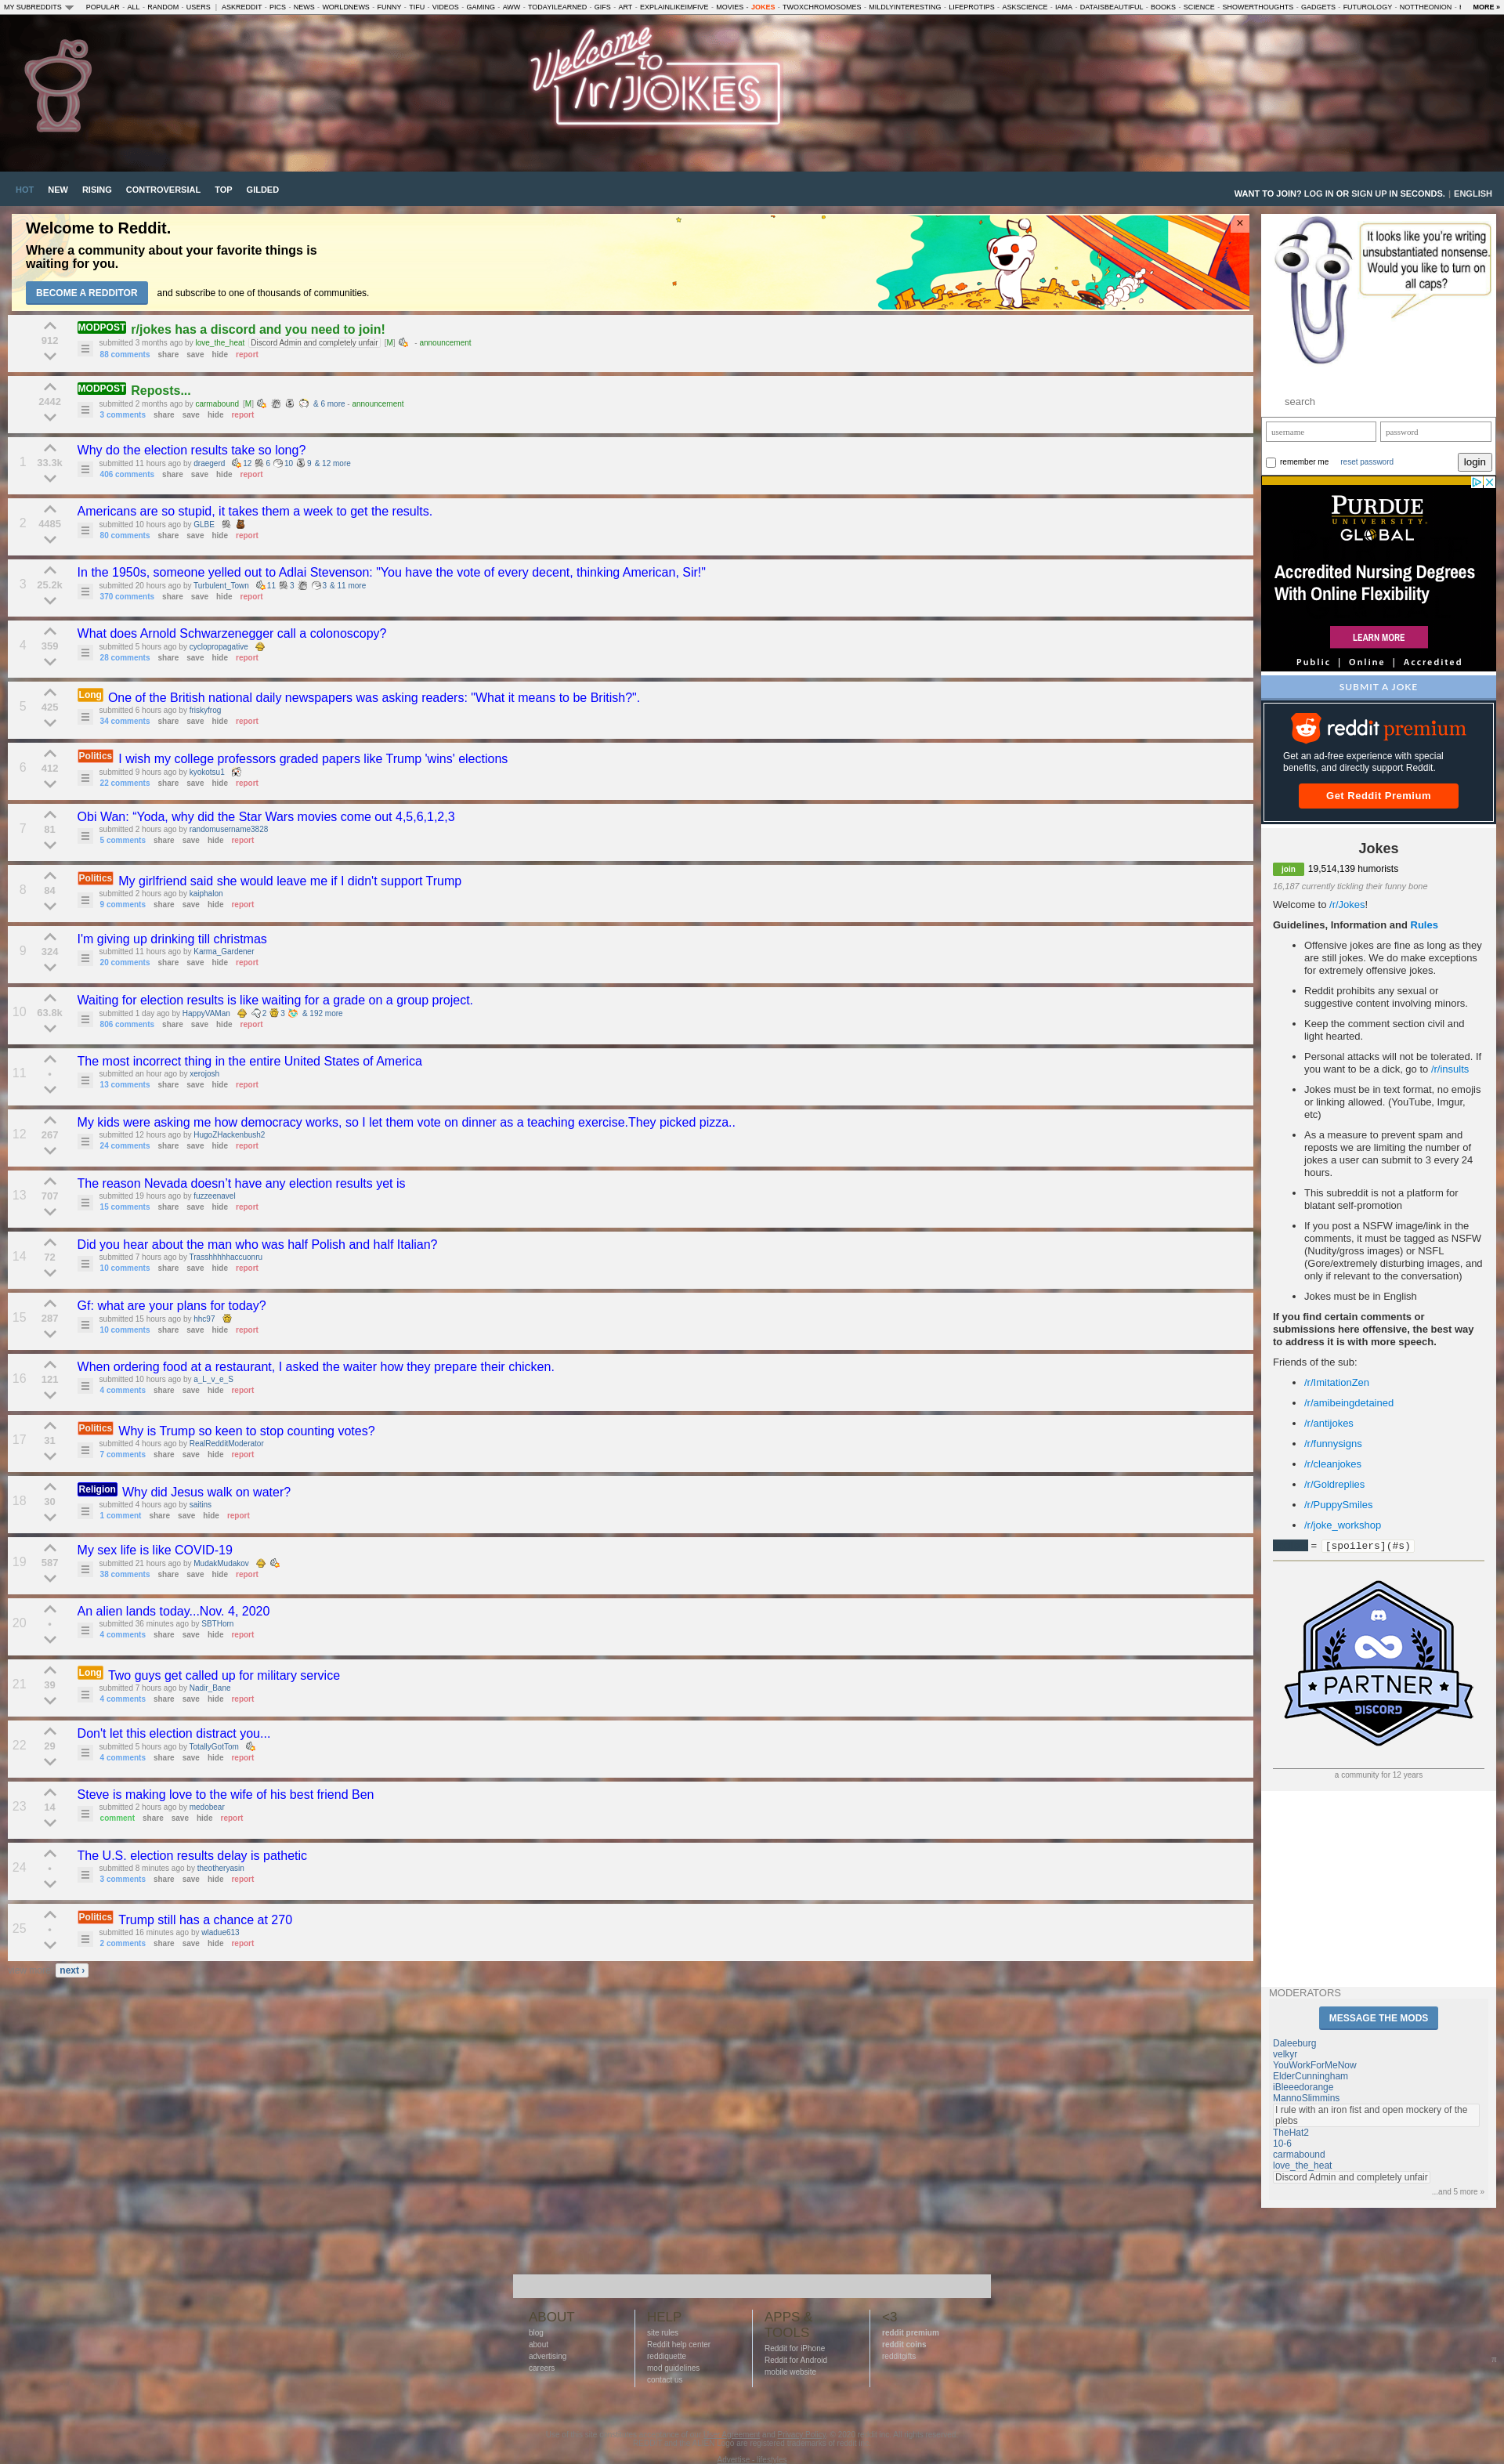 MY SUBREDDITS POPULAR - ALL - RANDOM - USERS | ASKREDDIT - PICS - NEWS - WORLDNEWS - FUNNY - TIFU - VIDEOS - GAMING - AWW - TODAYILEARNED - GIFS - ART - EXPLAINLIKEIMFIVE - MOVIES - JOKES - TWOXCHROMOSOMES - MILDLYINTERESTING - LIFEPROTIPS - ASKSCIENCE - IAMA - DATAISBEAUTIFUL - BOOKS - SCIENCE - SHOWERTHOUGHTS - GADGETS - FUTUROLOGY - NOTTHEONION - MORE »
Welcome to /r/JOKES
HOT NEW RISING CONTROVERSIAL TOP GILDED
WANT TO JOIN? LOG IN OR SIGN UP IN SECONDS. | ENGLISH
Welcome to Reddit.
Where a community about your favorite things is
waiting for you.
BECOME A REDDITOR and subscribe to one of thousands of communities.
×
912
MODPOST r/jokes has a discord and you need to join!
submitted 3 months ago by love_the_heat Discord Admin and completely unfair [M] - announcement
88 comments share save hide report
2442
MODPOST Reposts...
submitted 2 months ago by carmabound [M] & 6 more - announcement
3 comments share save hide report
1 33.3k
Why do the election results take so long?
submitted 11 hours ago by draegerd 12 6 10 9 & 12 more
406 comments share save hide report
2 4485
Americans are so stupid, it takes them a week to get the results.
submitted 10 hours ago by GLBE
80 comments share save hide report
3 25.2k
In the 1950s, someone yelled out to Adlai Stevenson: "You have the vote of every decent, thinking American, Sir!"
submitted 20 hours ago by Turbulent_Town 11 3 3 & 11 more
370 comments share save hide report
4 359
What does Arnold Schwarzenegger call a colonoscopy?
submitted 5 hours ago by cyclopropagative
28 comments share save hide report
5 425
Long One of the British national daily newspapers was asking readers: "What it means to be British?".
submitted 6 hours ago by friskyfrog
34 comments share save hide report
6 412
Politics I wish my college professors graded papers like Trump 'wins' elections
submitted 9 hours ago by kyokotsu1
22 comments share save hide report
7 81
Obi Wan: “Yoda, why did the Star Wars movies come out 4,5,6,1,2,3
submitted 2 hours ago by randomusername3828
5 comments share save hide report
8 84
Politics My girlfriend said she would leave me if I didn't support Trump
submitted 2 hours ago by kaiphalon
9 comments share save hide report
9 324
I'm giving up drinking till christmas
submitted 11 hours ago by Karma_Gardener
20 comments share save hide report
10 63.8k
Waiting for election results is like waiting for a grade on a group project.
submitted 1 day ago by HappyVAMan 2 3 & 192 more
806 comments share save hide report
11 •
The most incorrect thing in the entire United States of America
submitted an hour ago by xerojosh
13 comments share save hide report
12 267
My kids were asking me how democracy works, so I let them vote on dinner as a teaching exercise.They picked pizza..
submitted 12 hours ago by HugoZHackenbush2
24 comments share save hide report
13 707
The reason Nevada doesn’t have any election results yet is
submitted 19 hours ago by fuzzeenavel
15 comments share save hide report
14 72
Did you hear about the man who was half Polish and half Italian?
submitted 7 hours ago by Trasshhhhhaccuonru
10 comments share save hide report
15 287
Gf: what are your plans for today?
submitted 15 hours ago by hhc97
10 comments share save hide report
16 121
When ordering food at a restaurant, I asked the waiter how they prepare their chicken.
submitted 10 hours ago by a_L_v_e_S
4 comments share save hide report
17 31
Politics Why is Trump so keen to stop counting votes?
submitted 4 hours ago by RealRedditModerator
7 comments share save hide report
18 30
Religion Why did Jesus walk on water?
submitted 4 hours ago by saitins
1 comment share save hide report
19 587
My sex life is like COVID-19
submitted 21 hours ago by MudakMudakov
38 comments share save hide report
20 •
An alien lands today...Nov. 4, 2020
submitted 36 minutes ago by SBTHorn
4 comments share save hide report
21 39
Long Two guys get called up for military service
submitted 7 hours ago by Nadir_Bane
4 comments share save hide report
22 29
Don't let this election distract you...
submitted 5 hours ago by TotallyGotTom
4 comments share save hide report
23 14
Steve is making love to the wife of his best friend Ben
submitted 2 hours ago by medobear
comment share save hide report
24 •
The U.S. election results delay is pathetic
submitted 8 minutes ago by theotheryasin
3 comments share save hide report
25 •
Politics Trump still has a chance at 270
submitted 16 minutes ago by wladue613
2 comments share save hide report
next ›
It looks like you're writing
unsubstantiated nonsense.
Would you like to turn on
all caps?
search
username password
remember me reset password login
PURDUE
UNIVERSITY
GLOBAL
Accredited Nursing Degrees
With Online Flexibility
LEARN MORE
Public | Online | Accredited
SUBMIT A JOKE
reddit premium
Get an ad-free experience with special
benefits, and directly support Reddit.
Get Reddit Premium
Jokes
join 19,514,139 humorists
16,187 currently tickling their funny bone
Welcome to /r/Jokes!
Guidelines, Information and Rules
• Offensive jokes are fine as long as they
are still jokes. We do make exceptions
for extremely offensive jokes.
• Reddit prohibits any sexual or
suggestive content involving minors.
• Keep the comment section civil and
light hearted.
• Personal attacks will not be tolerated. If
you want to be a dick, go to /r/insults
• Jokes must be in text format, no emojis
or linking allowed. (YouTube, Imgur,
etc)
• As a measure to prevent spam and
reposts we are limiting the number of
jokes a user can submit to 3 every 24
hours.
• This subreddit is not a platform for
blatant self-promotion
• If you post a NSFW image/link in the
comments, it must be tagged as NSFW
(Nudity/gross images) or NSFL
(Gore/extremely disturbing images, and
only if relevant to the conversation)
• Jokes must be in English
If you find certain comments or
submissions here offensive, the best way
to address it is with more speech.
Friends of the sub:
• /r/ImitationZen
• /r/amibeingdetained
• /r/antijokes
• /r/funnysigns
• /r/cleanjokes
• /r/Goldreplies
• /r/PuppySmiles
• /r/joke_workshop
= [spoilers](#s)
PARTNER
DISCORD
a community for 12 years
MODERATORS
MESSAGE THE MODS
Daleeburg
velkyr
YouWorkForMeNow
ElderCunningham
iBleeedorange
MannoSlimmins
I rule with an iron fist and open mockery of the
plebs
TheHat2
10-6
carmabound
love_the_heat
Discord Admin and completely unfair
...and 5 more »
ABOUT
blog
about
advertising
careers
HELP
site rules
Reddit help center
reddiquette
mod guidelines
contact us
APPS &
TOOLS
Reddit for iPhone
Reddit for Android
mobile website
<3
reddit premium
reddit coins
redditgifts
π
Advertise - lifestyles